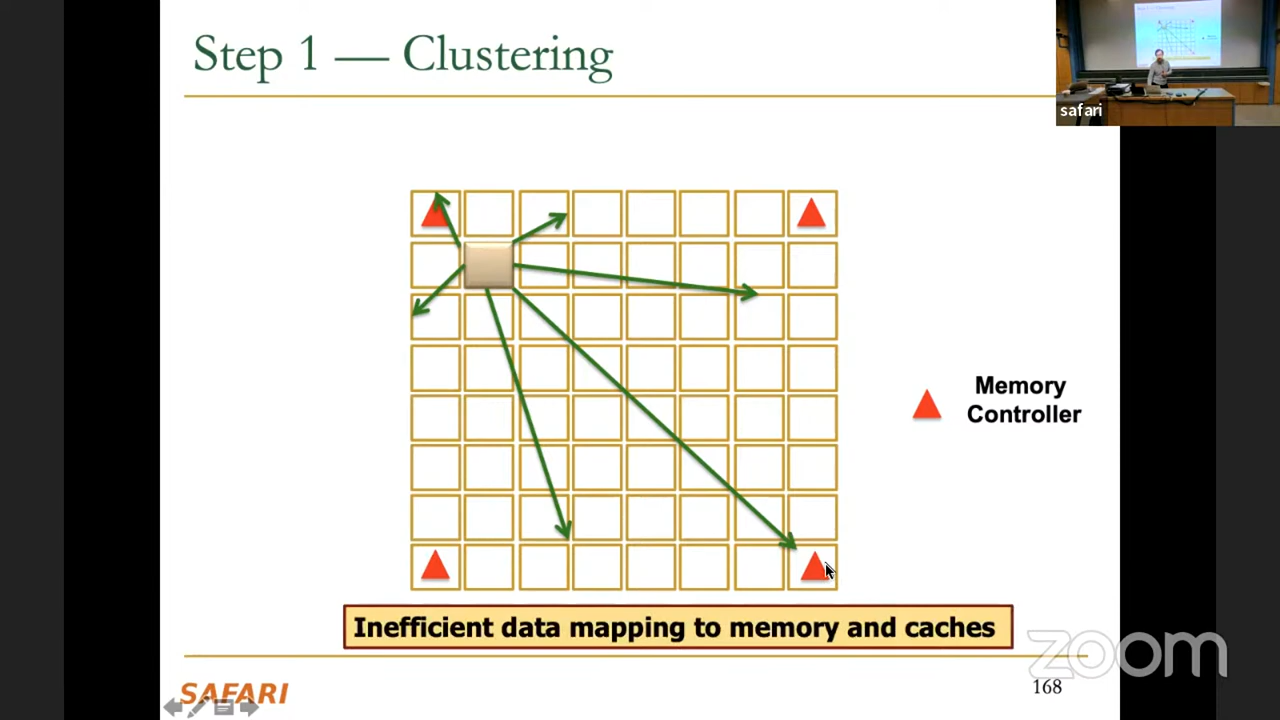 Step 1 — Clustering
safari
Memory
Controller
Inefficient data mapping to memory and caches
zoom
SAFARI
168